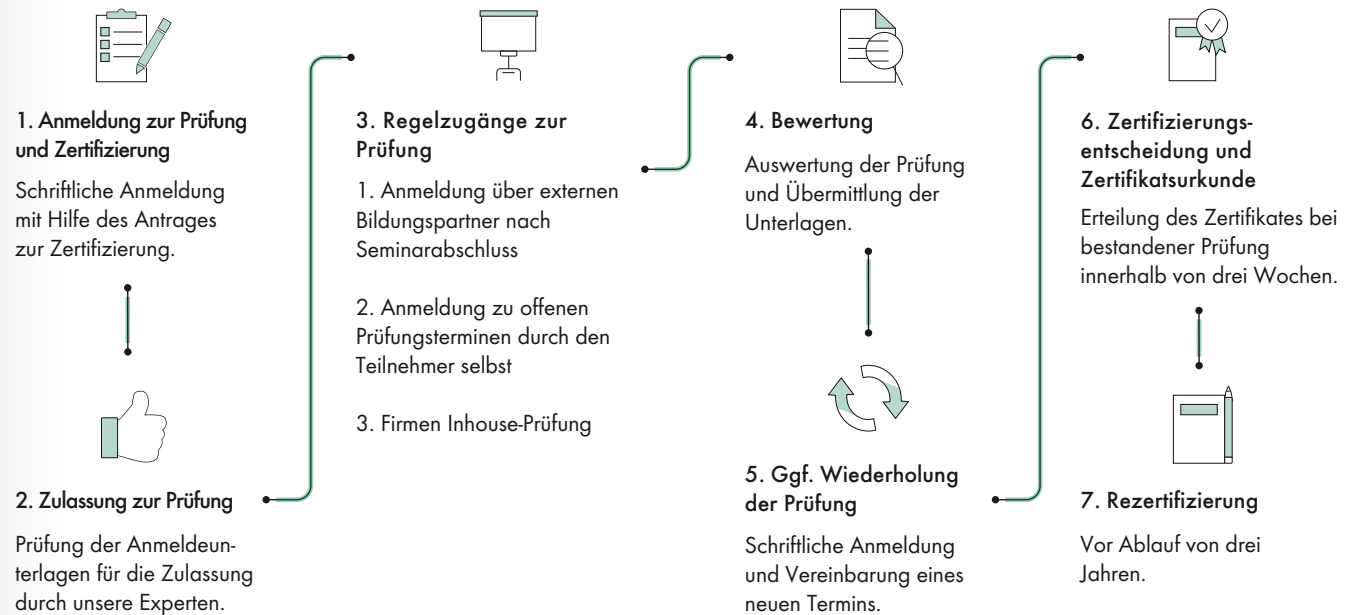 1. Anmeldung zur Prüfung
und Zertifizierung
Schriftliche Anmeldung
mit Hilfe des Antrages
zur Zertifizierung.
2. Zulassung zur Prüfung
Prüfung der Anmeldeun-
terlagen für die Zulassung
durch unsere Experten.
3. Regelzugänge zur
Prüfung
1. Anmeldung über externen
Bildungspartner nach
Seminarabschluss
2. Anmeldung zu offenen
Prüfungsterminen durch den
Teilnehmer selbst
3. Firmen Inhouse-Prüfung
4. Bewertung
Auswertung der Prüfung
und Übermittlung der
Unterlagen.
5. Ggf. Wiederholung
der Prüfung
Schriftliche Anmeldung
und Vereinbarung eines
neuen Termins.
6. Zertifizierungs-
entscheidung und
Zertifikatsurkunde
Erteilung des Zertifikates bei
bestandener Prüfung
innerhalb von drei Wochen.
7. Rezertifizierung
Vor Ablauf von drei
Jahren.